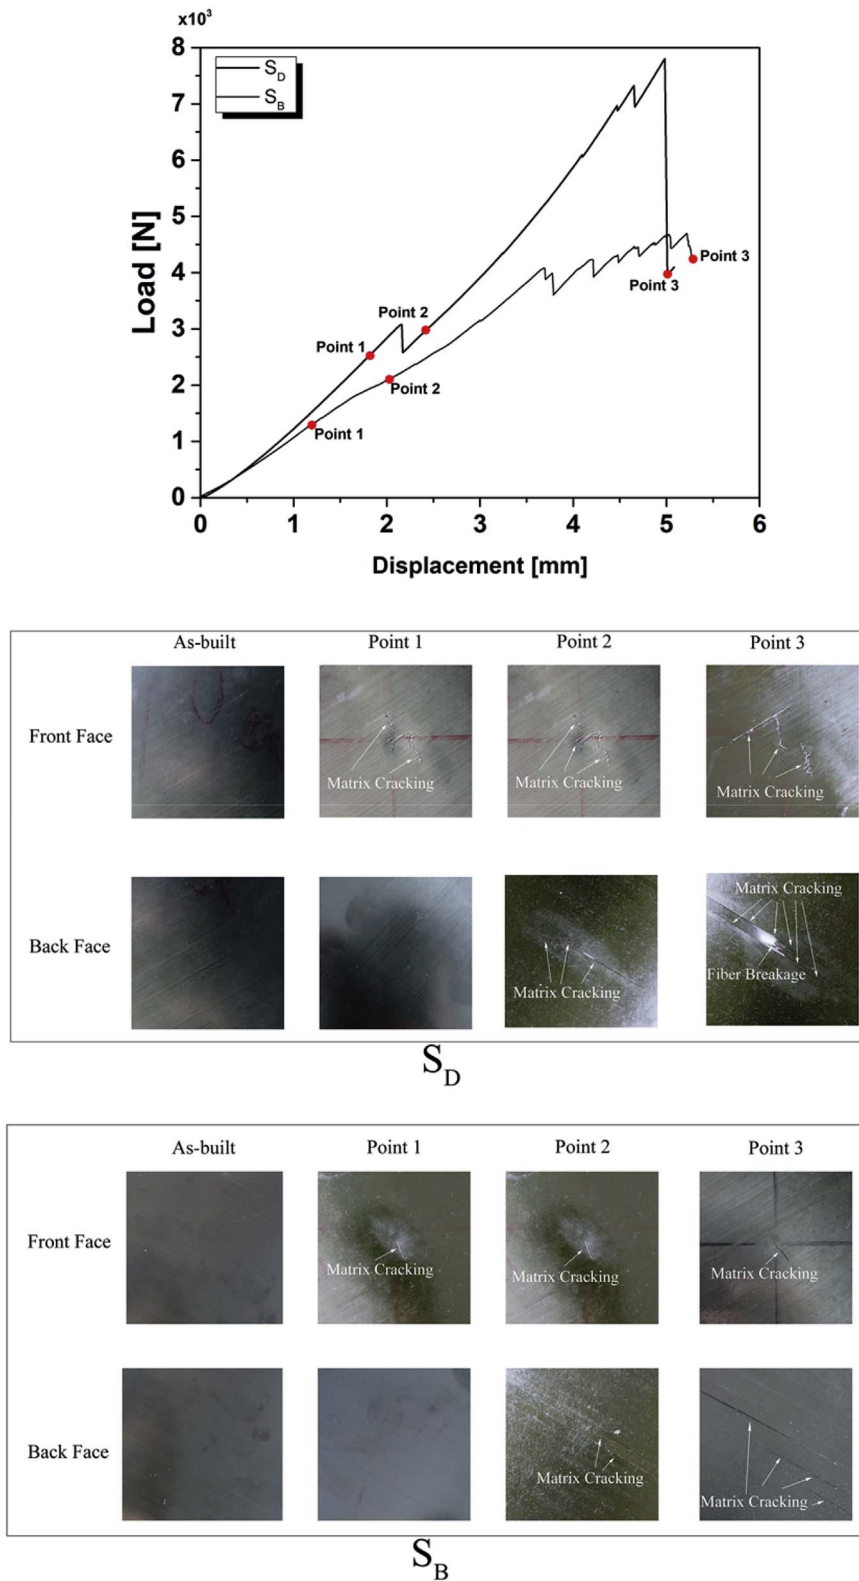 x10³
8
7
6
5
4
3
2
1
0
Load [N]
S_D
S_B
Point 1
Point 2
Point 1
Point 2
Point 3
Point 3
0 1 2 3 4 5 6
Displacement [mm]
As-built Point 1 Point 2 Point 3
Front Face
Matrix Cracking Matrix Cracking Matrix Cracking
Back Face
Matrix Cracking
Matrix Cracking
Fiber Breakage
S_D
As-built Point 1 Point 2 Point 3
Front Face
Matrix Cracking Matrix Cracking Matrix Cracking
Back Face
Matrix Cracking
Matrix Cracking
S_B